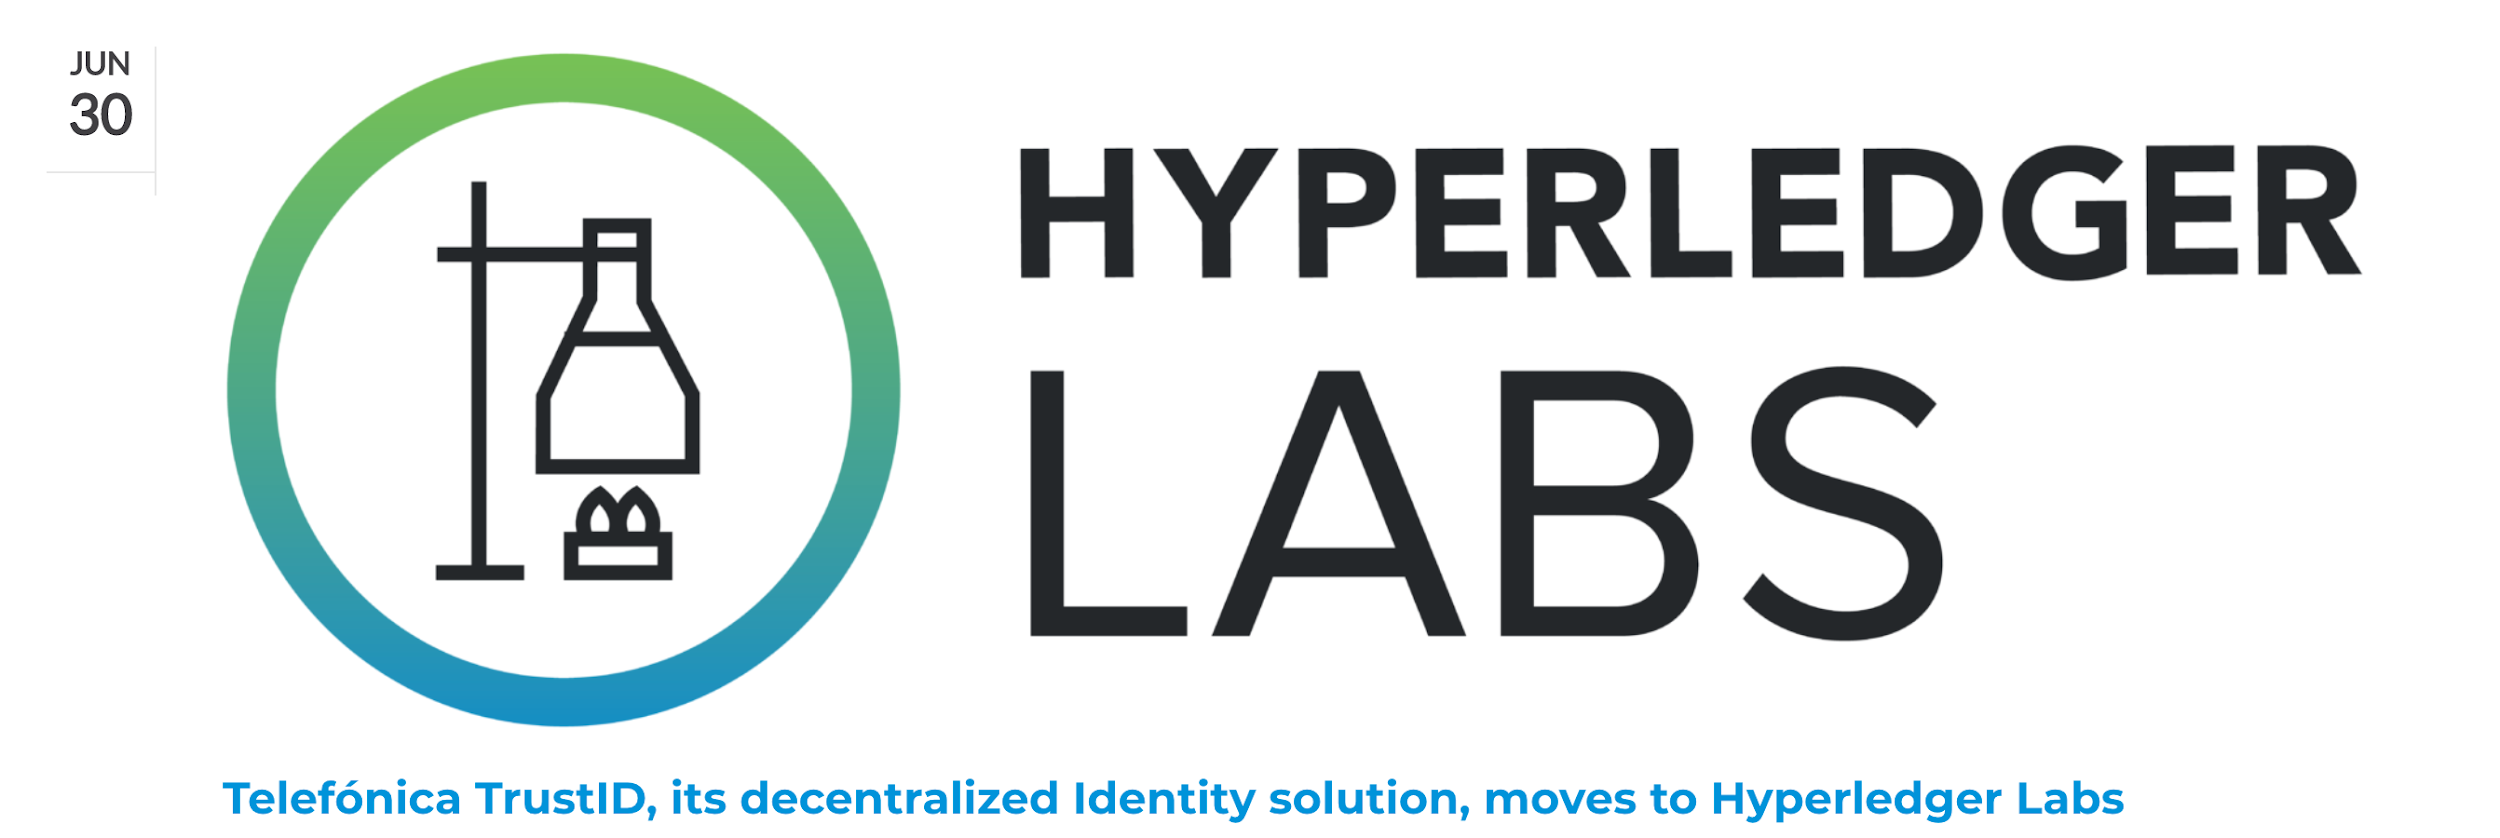 JUN
30
HYPERLEDGER
LABS
Telefónica TrustID, its decentralized Identity solution, moves to Hyperledger Labs